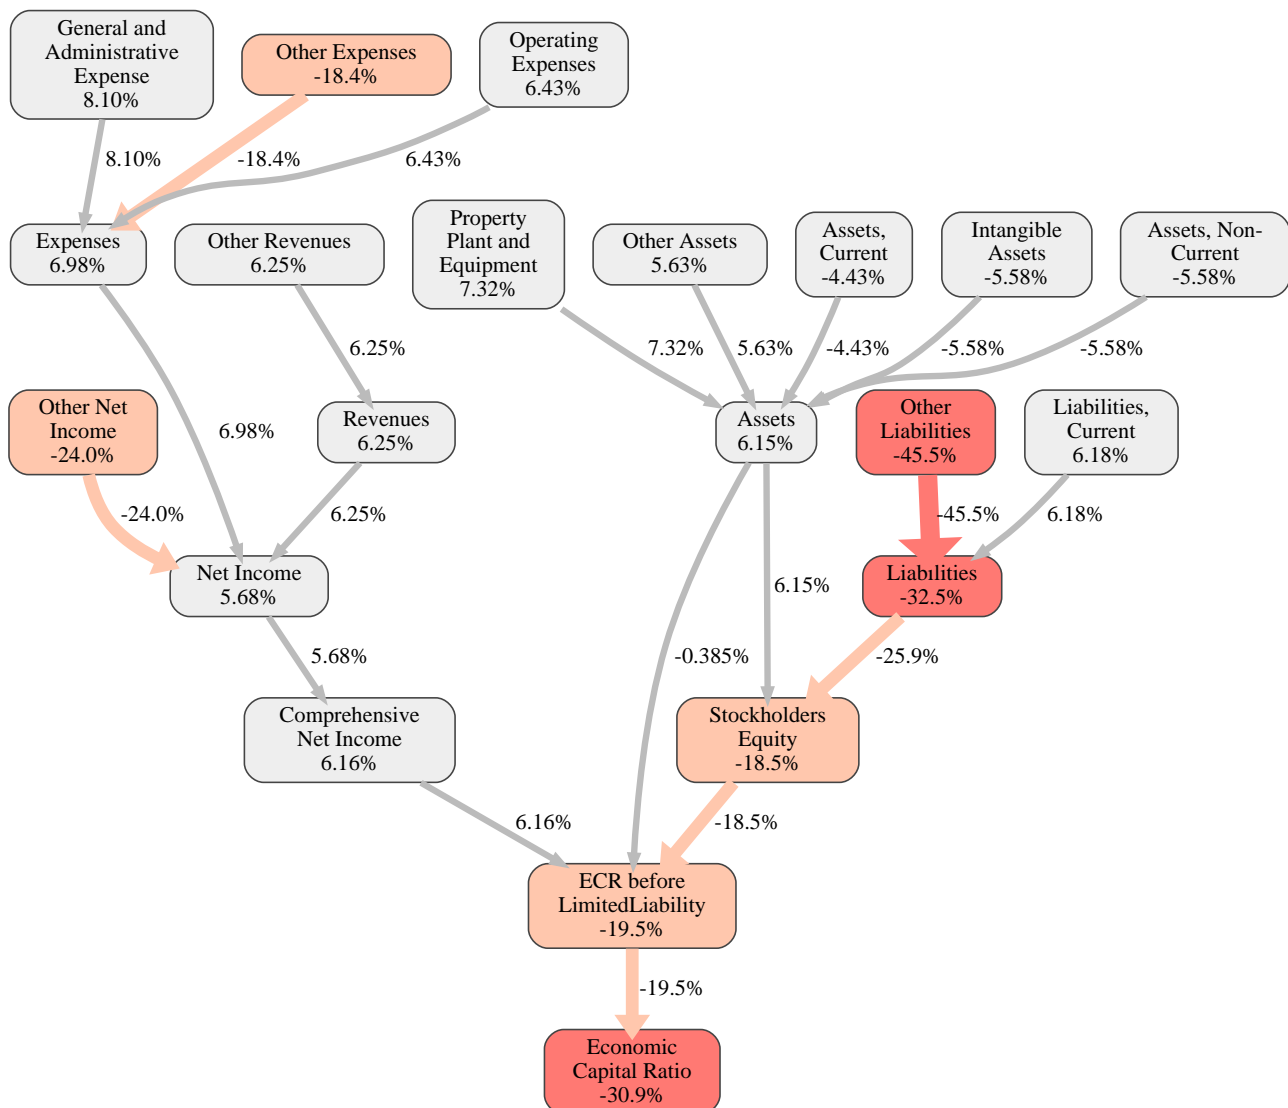 General and
Administrative
Expense
8.10%
Other Expenses
-18.4%
Operating
Expenses
6.43%
8.10%
-18.4%
6.43%
Expenses
6.98%
Other Revenues
6.25%
Property
Plant and
Equipment
7.32%
Other Assets
5.63%
Assets,
Current
-4.43%
Intangible
Assets
-5.58%
Assets, Non-
Current
-5.58%
6.25%
7.32%
5.63%
-4.43%
-5.58%
-5.58%
Other Net
Income
-24.0%
6.98%
Revenues
6.25%
Assets
6.15%
Other
Liabilities
-45.5%
Liabilities,
Current
6.18%
-24.0%
6.25%
-45.5%
6.18%
Net Income
5.68%
6.15%
Liabilities
-32.5%
5.68%
-0.385%
-25.9%
Comprehensive
Net Income
6.16%
Stockholders
Equity
-18.5%
6.16%
-18.5%
ECR before
LimitedLiability
-19.5%
-19.5%
Economic
Capital Ratio
-30.9%